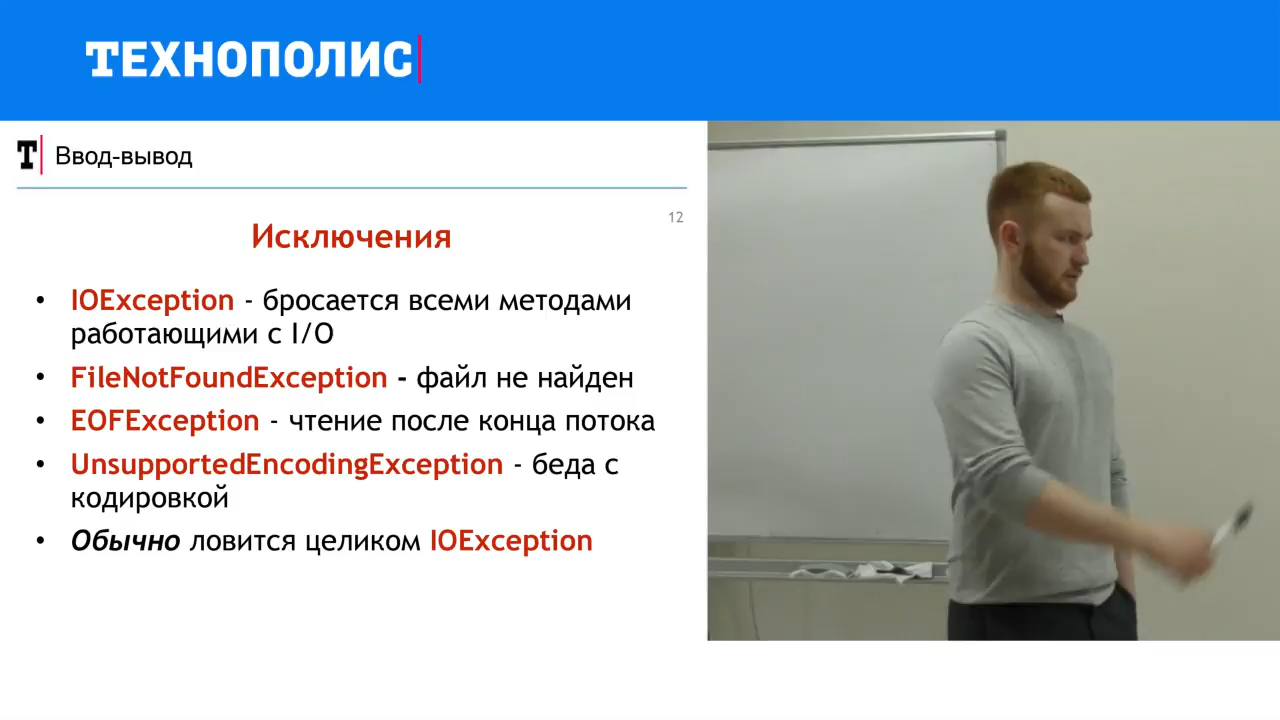 ТЕХНОПОЛИС
Т Ввод-вывод
12
Исключения
• IOException - бросается всеми методами
работающими с I/O
• FileNotFoundException - файл не найден
• EOFException - чтение после конца потока
• UnsupportedEncodingException - беда с
кодировкой
• Обычно ловится целиком IOException